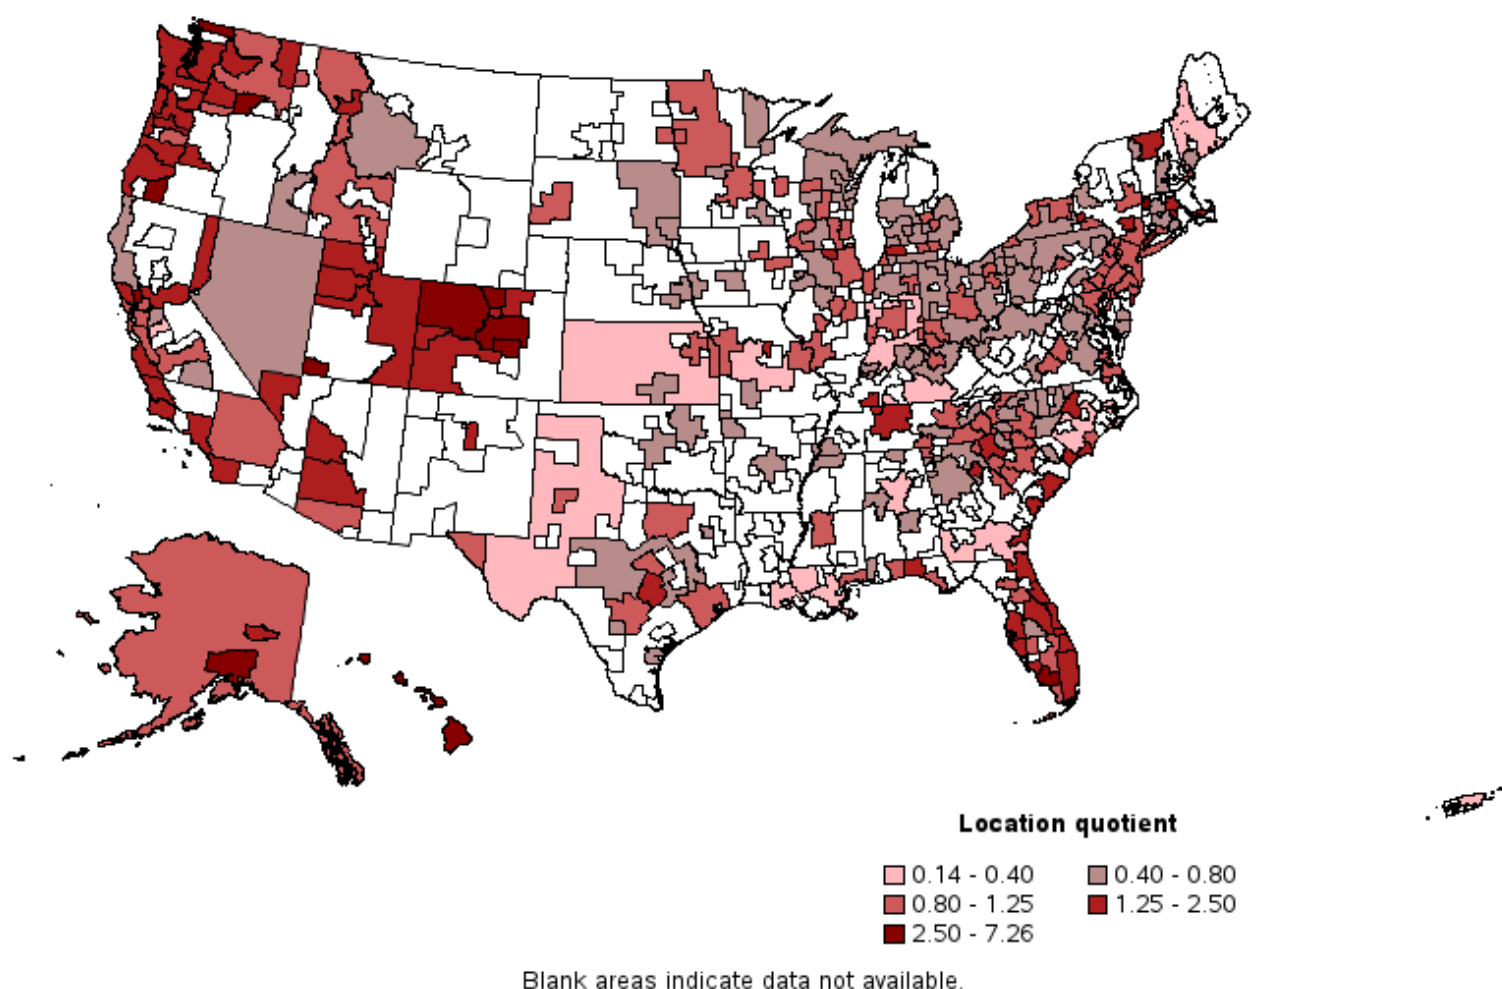 Location quotient
0.14 - 0.40
0.40 - 0.80
0.80 - 1.25
1.25 - 2.50
2.50 - 7.26
Blank areas indicate data not available.